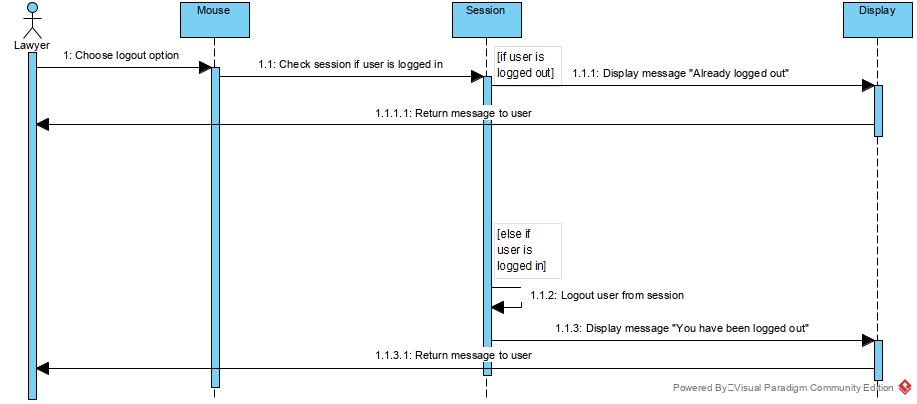 Mouse
Session
Display
Lawyer
1: Choose logout option
1.1: Check session if user is logged in
[if user is
logged out]
1.1.1: Display message "Already logged out"
1.1.1.1: Return message to user
[else if
user is
logged in]
1.1.2: Logout user from session
1.1.3: Display message "You have been logged out"
1.1.3.1: Return message to user
Powered By Visual Paradigm Community Edition